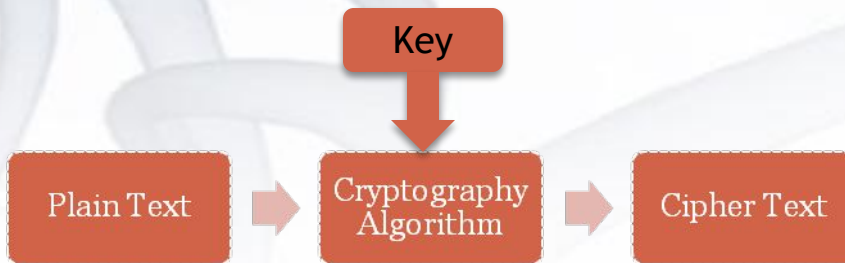 Key
Plain Text
Cryptography
Algorithm
Cipher Text